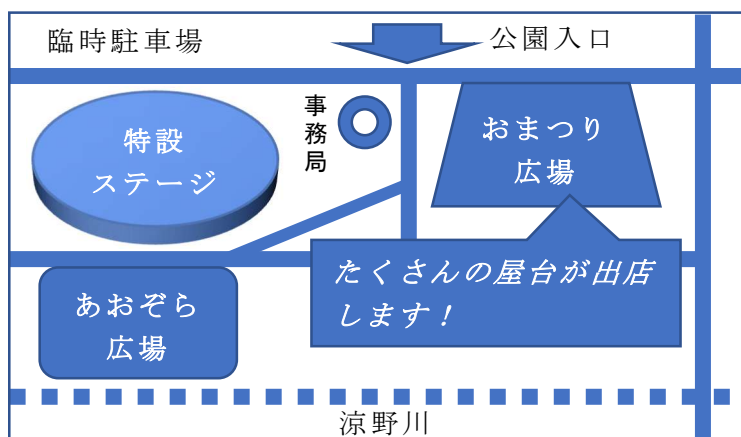 臨時駐車場
公園入口
事務局
特設
ステージ
おまつり
広場
たくさんの屋台が出店
します！
あおぞら
広場
涼野川